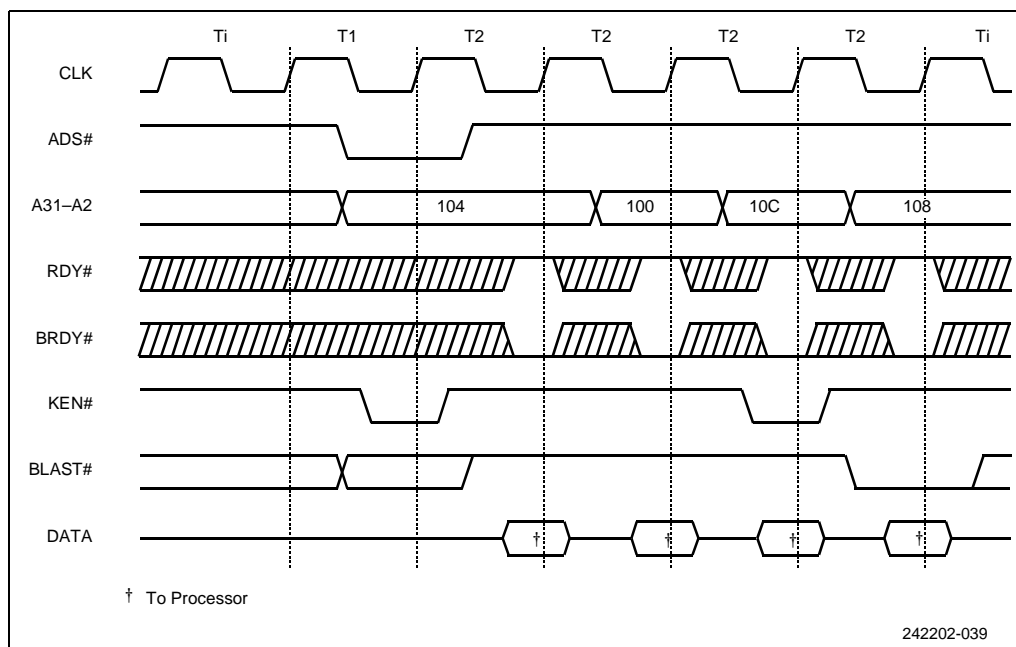 Ti T1 T2 T2 T2 T2 Ti
CLK
ADS#
A31–A2 104 100 10C 108
RDY#
BRDY#
KEN#
BLAST#
DATA † † † †
† To Processor
242202-039